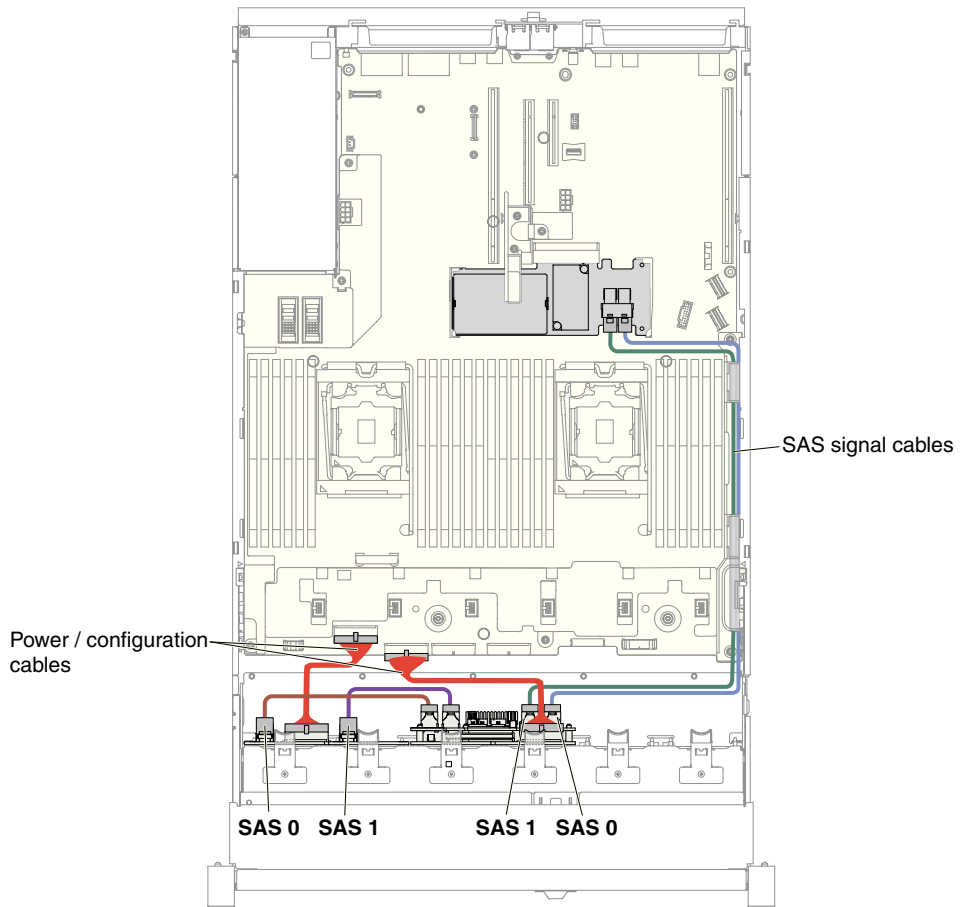 SAS signal cables
Power / configuration
cables
SAS 0
SAS 1
SAS 1
SAS 0